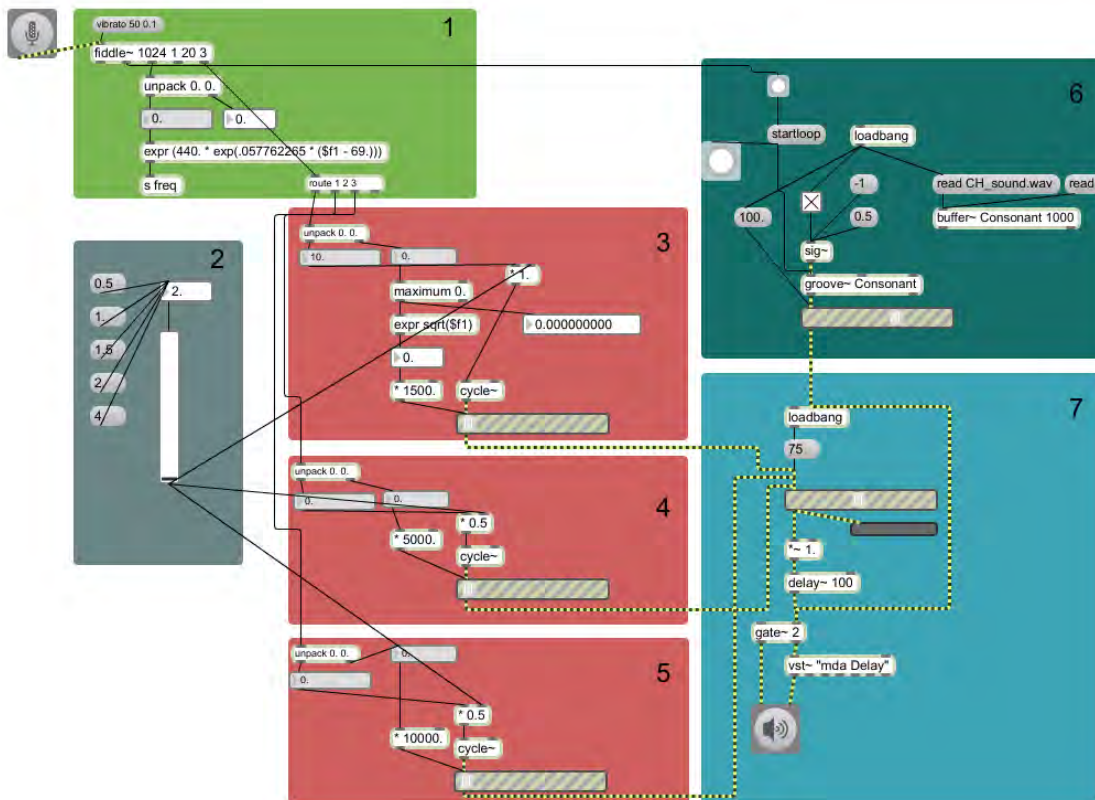 1
vibrato 50 0.1
fiddle~ 1024 1 20 3
unpack 0. 0.
0.
0.
expr (440. * exp(.057762265 * ($f1 - 69.)))
s freq
route 1 2 3
2
0.5
2.
1.
1.5
2
4
3
unpack 0. 0.
10.
0.
* 1.
maximum 0.
expr sqrt($f1)
0.000000000
0.
* 1500.
cycle~
4
unpack 0. 0.
0.
0.
* 0.5
* 5000.
cycle~
5
unpack 0. 0.
0.
0.
* 0.5
* 10000.
cycle~
6
startloop
loadbang
-1
read CH_sound.wav
read
100.
0.5
buffer~ Consonant 1000
sig~
groove~ Consonant
7
loadbang
75
*~ 1.
delay~ 100
gate~ 2
vst~ "mda Delay"